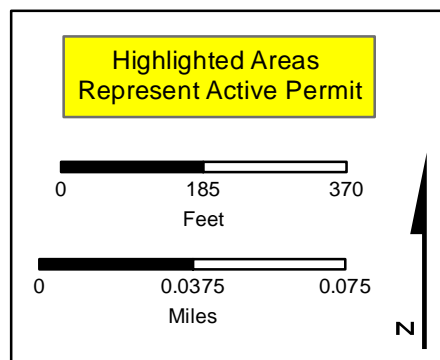 Highlighted Areas
Represent Active Permit
0 185 370
Feet
0 0.0375 0.075
Miles
N